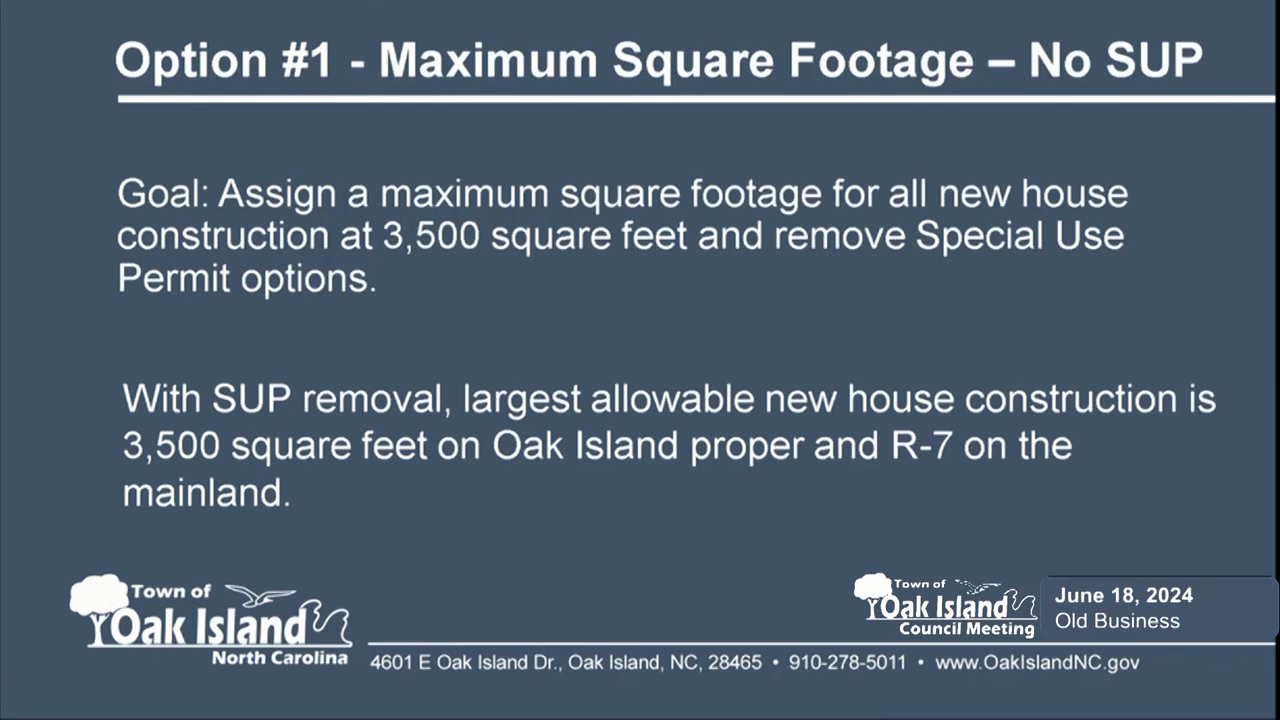 Option #1 - Maximum Square Footage – No SUP
Goal: Assign a maximum square footage for all new house
construction at 3,500 square feet and remove Special Use
Permit options.
With SUP removal, largest allowable new house construction is
3,500 square feet on Oak Island proper and R-7 on the
mainland.
Town of
Oak Island
North Carolina
Town of
Oak Island
Council Meeting
June 18, 2024
Old Business
4601 E Oak Island Dr., Oak Island, NC, 28465 • 910-278-5011 • www.OakIslandNC.gov